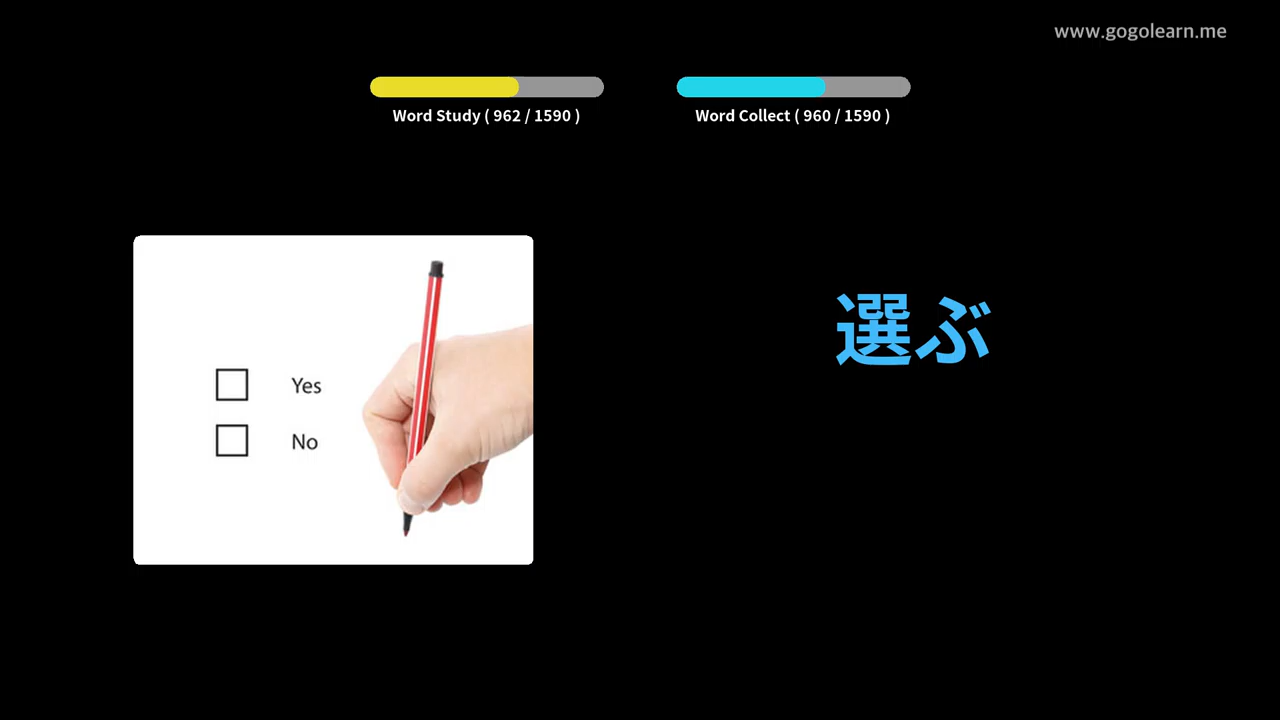 www.gogolearn.me
Word Study ( 962 / 1590 )
Word Collect ( 960 / 1590 )
Yes
No
選ぶ